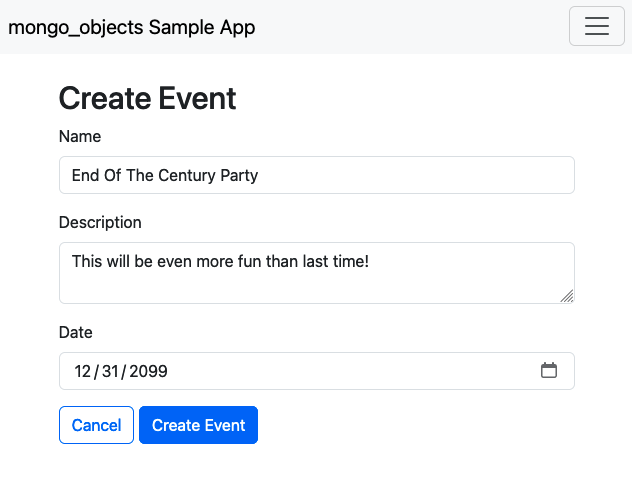 mongo_objects Sample App
Create Event
Name
End Of The Century Party
Description
This will be even more fun than last time!
Date
12/31/2099
Cancel Create Event